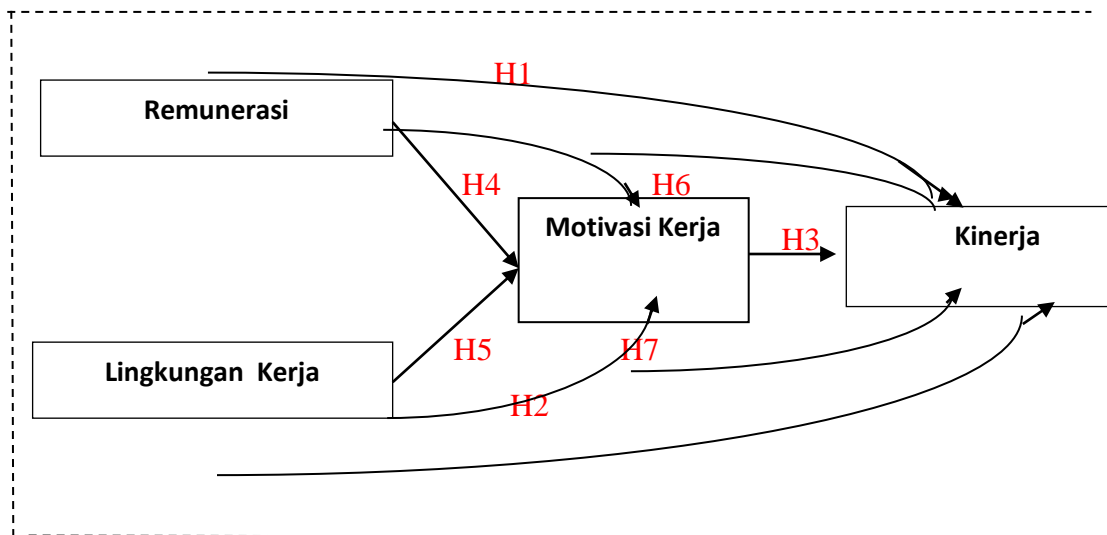 H1
Remunerasi
H4
H6
Motivasi Kerja
H3
Kinerja
H5
H7
Lingkungan Kerja
H2